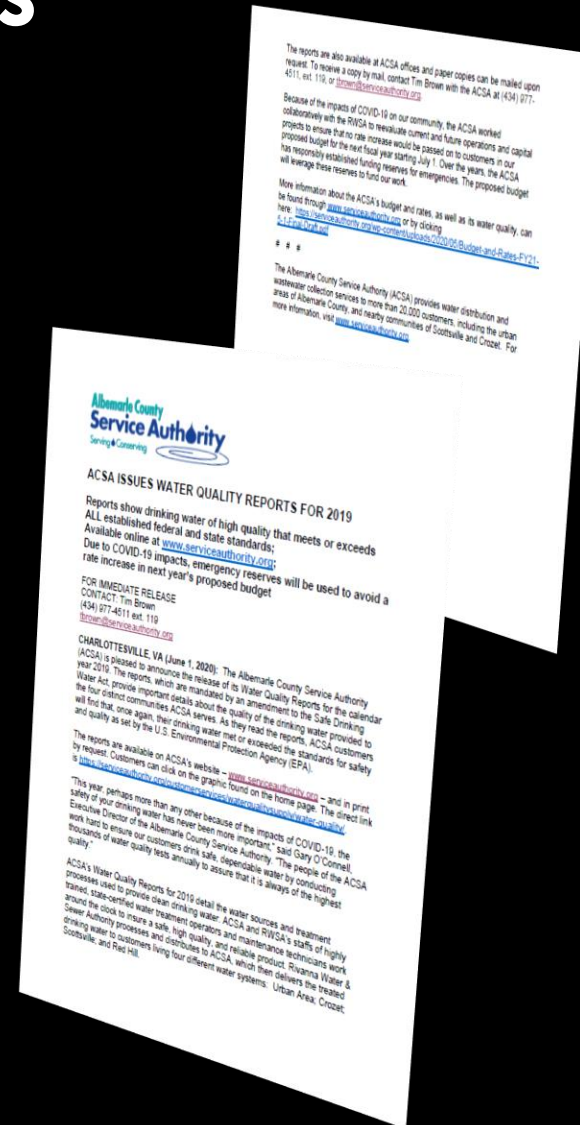 S
The reports are also available at ACSA offices and paper copies can be mailed upon
request. To receive a copy by mail, contact Tim Brown with the ACSA at (434) 977-
4511, ext. 119, or tbrown@serviceauthority.org.
Because of the impacts of COVID-19 on our community, the ACSA worked
collaboratively with the RWSA to reevaluate current and future operations and capital
projects to ensure that no rate increase would be passed on to customers in our
proposed budget for the next fiscal year starting July 1. Over the years, the ACSA
has responsibly established funding reserves for emergencies. The proposed budget
will leverage these reserves to fund our work.
More information about the ACSA's budget and rates, as well as its water quality, can
be found through www.serviceauthority.org or by clicking
here: https://serviceauthority.org/wp-content/uploads/2020/05/Budget-and-Rates-FY21-
5-1-Final-Draft.pdf
# # #
The Albemarle County Service Authority (ACSA) provides water distribution and
wastewater collection services to more than 20,000 customers, including the urban
areas of Albemarle County, and nearby communities of Scottsville and Crozet. For
more information, visit www.serviceauthority.org
Albemarle County
Service Authority
Serving Conserving
ACSA ISSUES WATER QUALITY REPORTS FOR 2019
Reports show drinking water of high quality that meets or exceeds
ALL established federal and state standards;
Available online at www.serviceauthority.org;
Due to COVID-19 impacts, emergency reserves will be used to avoid a
rate increase in next year's proposed budget
FOR IMMEDIATE RELEASE
CONTACT: Tim Brown
(434) 977-4511 ext. 119
tbrown@serviceauthority.org
CHARLOTTESVILLE, VA (June 1, 2020): The Albemarle County Service Authority
(ACSA) is pleased to announce the release of its Water Quality Reports for the calendar
year 2019. The reports, which are mandated by an amendment to the Safe Drinking
Water Act, provide important details about the quality of the drinking water provided to
the four distinct communities ACSA serves. As they read the reports, ACSA customers
will find that, once again, their drinking water met or exceeded the standards for safety
and quality as set by the U.S. Environmental Protection Agency (EPA).
The reports are available on ACSA's website – www.serviceauthority.org – and in print
by request. Customers can click on the graphic found on the home page. The direct link
is https://serviceauthority.org/customerservices/waterqualitysupply/water-quality/.
"This year, perhaps more than any other because of the impacts of COVID-19, the
safety of your drinking water has never been more important," said Gary O'Connell,
Executive Director of the Albemarle County Service Authority. "The people of the ACSA
work hard to ensure our customers drink safe, dependable water by conducting
thousands of water quality tests annually to assure that it is always of the highest
quality."
ACSA's Water Quality Reports for 2019 detail the water sources and treatment
processes used to provide clean drinking water. ACSA and RWSA's staffs of highly
trained, state-certified water treatment operators and maintenance technicians work
around the clock to insure a safe, high quality, and reliable product. Rivanna Water &
Sewer Authority processes and distributes to ACSA, which then delivers the treated
drinking water to customers living four different water systems: Urban Area; Crozet;
Scottsville; and Red Hill.